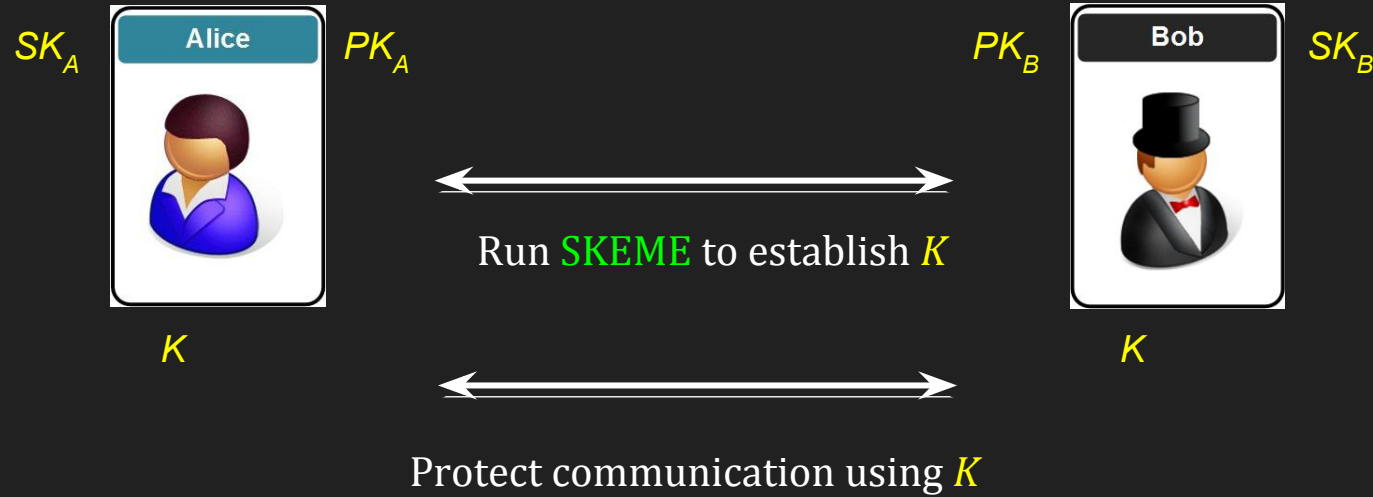 Alice
Bob
SK_A
PK_A
PK_B
SK_B
Run SKEME to establish K
K
K
Protect communication using K